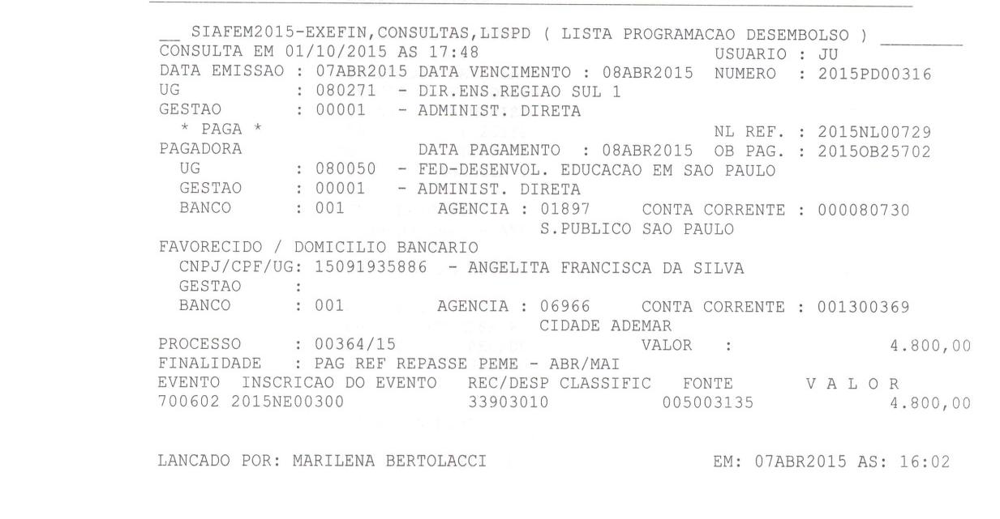 __ SIAFEM2015-EXEFIN,CONSULTAS,LISPD ( LISTA PROGRAMACAO DESEMBOLSO ) ________
CONSULTA EM 01/10/2015 AS 17:48 USUARIO : JU
DATA EMISSAO : 07ABR2015 DATA VENCIMENTO : 08ABR2015 NUMERO : 2015PD00316
UG : 080271 - DIR.ENS.REGIAO SUL 1
GESTAO : 00001 - ADMINIST. DIRETA
* PAGA * NL REF. : 2015NL00729
PAGADORA DATA PAGAMENTO : 08ABR2015 OB PAG. : 2015OB25702
UG : 080050 - FED-DESENVOL. EDUCACAO EM SAO PAULO
GESTAO : 00001 - ADMINIST. DIRETA
BANCO : 001 AGENCIA : 01897 CONTA CORRENTE : 000080730
S.PUBLICO SAO PAULO
FAVORECIDO / DOMICILIO BANCARIO
CNPJ/CPF/UG: 15091935886 - ANGELITA FRANCISCA DA SILVA
GESTAO :
BANCO : 001 AGENCIA : 06966 CONTA CORRENTE : 001300369
CIDADE ADEMAR
PROCESSO : 00364/15 VALOR : 4.800,00
FINALIDADE : PAG REF REPASSE PEME - ABR/MAI
EVENTO INSCRICAO DO EVENTO REC/DESP CLASSIFIC FONTE V A L O R
700602 2015NE00300 33903010 005003135 4.800,00
LANCADO POR: MARILENA BERTOLACCI EM: 07ABR2015 AS: 16:02